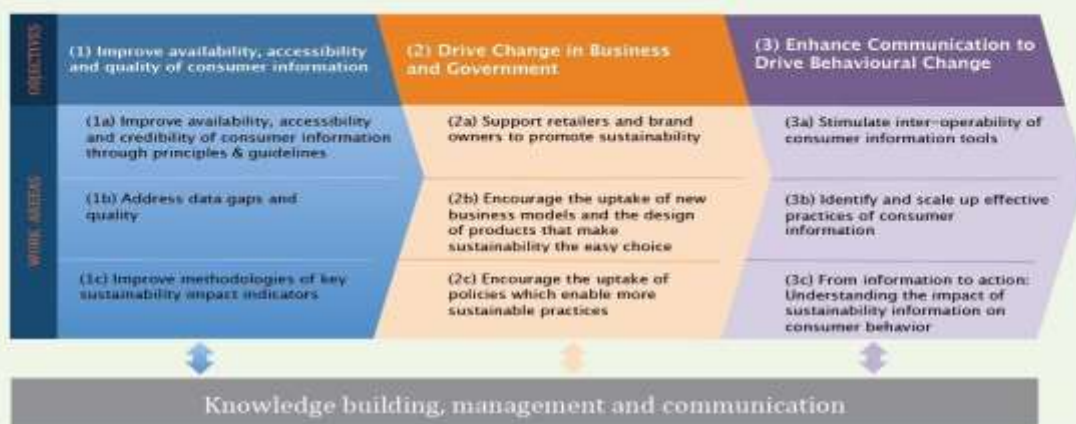 OBJECTIVES
(1) Improve availability, accessibility
and quality of consumer information
(2) Drive Change in Business
and Government
(3) Enhance Communication to
Drive Behavioural Change
WORK AREAS
(1a) Improve availability, accessibility
and credibility of consumer information
through principles & guidelines
(2a) Support retailers and brand
owners to promote sustainability
(3a) Stimulate inter-operability of
consumer information tools
(1b) Address data gaps and
quality
(2b) Encourage the uptake of new
business models and the design
of products that make
sustainability the easy choice
(3b) Identify and scale up effective
practices of consumer
information
(1c) Improve methodologies of key
sustainability impact indicators
(2c) Encourage the uptake of
policies which enable more
sustainable practices
(3c) From information to action:
Understanding the impact of
sustainability information on
consumer behavior
Knowledge building, management and communication